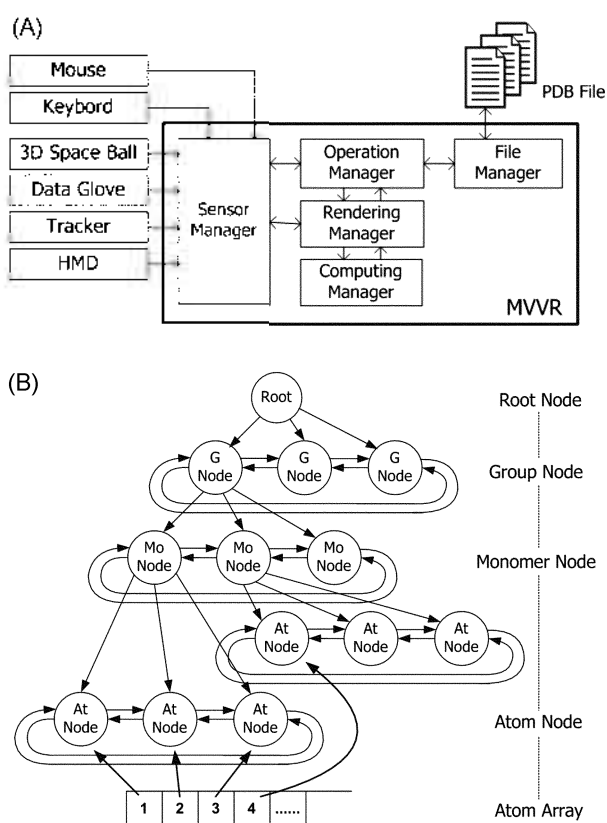 (A)
Mouse
Keybord
3D Space Ball
Data Glove
Tracker
HMD
Sensor
Manager
Operation
Manager
Rendering
Manager
Computing
Manager
File
Manager
PDB File
MVVR
(B)
Root
Root Node
G
Node
G
Node
G
Node
Group Node
Mo
Node
Mo
Node
Mo
Node
Monomer Node
At
Node
At
Node
At
Node
At
Node
At
Node
At
Node
Atom Node
1 2 3 4 ......
Atom Array